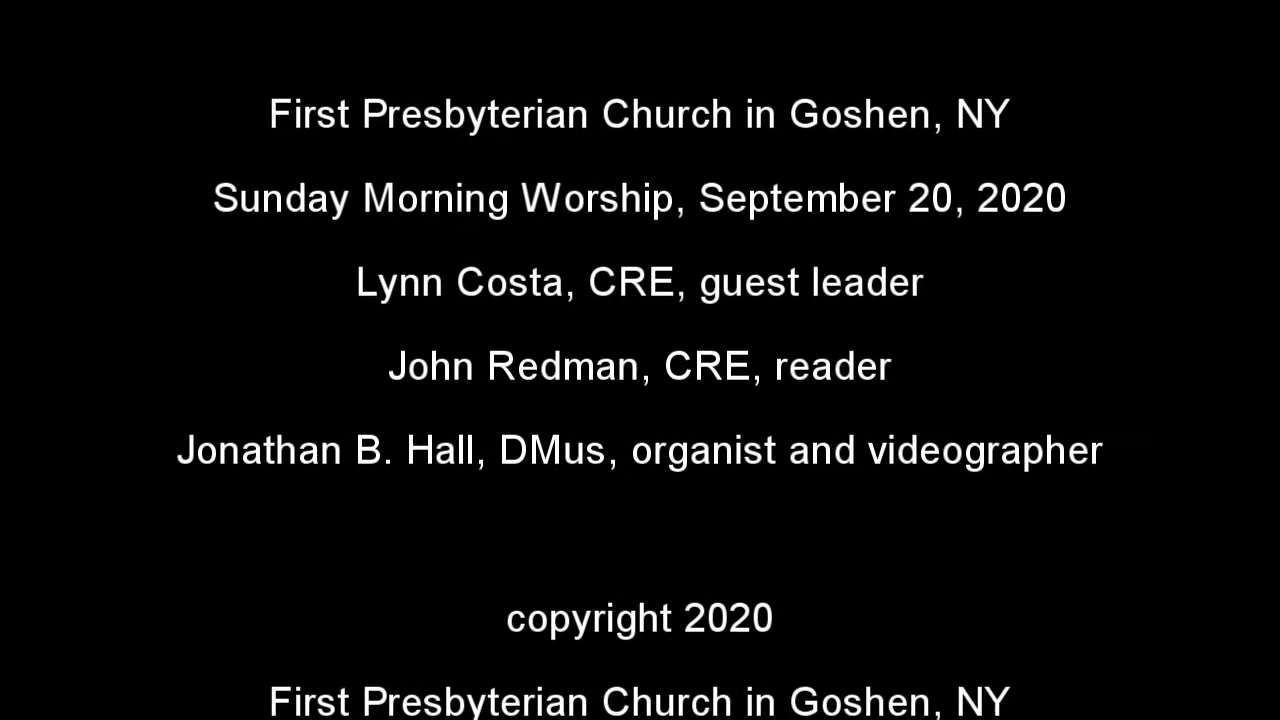 First Presbyterian Church in Goshen, NY
Sunday Morning Worship, September 20, 2020
Lynn Costa, CRE, guest leader
John Redman, CRE, reader
Jonathan B. Hall, DMus, organist and videographer
copyright 2020
First Presbyterian Church in Goshen, NY